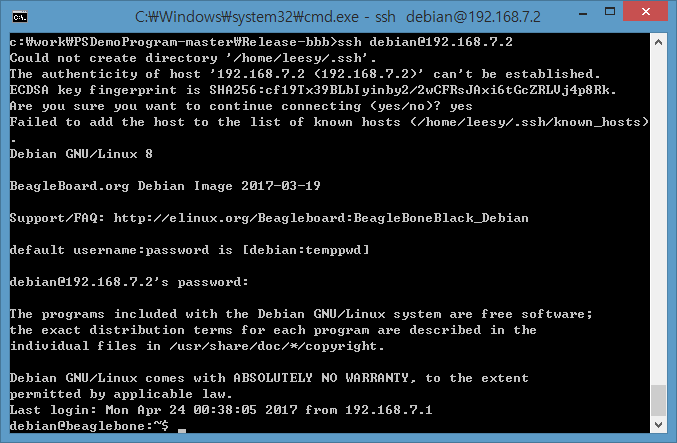 C:₩Windows₩system32₩cmd.exe - ssh  debian@192.168.7.2
c:₩work₩PSDemoProgram-master₩Release-bbb>ssh debian@192.168.7.2
Could not create directory '/home/leesy/.ssh'.
The authenticity of host '192.168.7.2 (192.168.7.2)' can't be established.
ECDSA key fingerprint is SHA256:cf19Tx39BLbIyinby2/2wCFRsJAxi6tGcZRLVj4p8Rk.
Are you sure you want to continue connecting (yes/no)? yes
Failed to add the host to the list of known hosts (/home/leesy/.ssh/known_hosts)
.
Debian GNU/Linux 8
BeagleBoard.org Debian Image 2017-03-19
Support/FAQ: http://elinux.org/Beagleboard:BeagleBoneBlack_Debian
default username:password is [debian:temppwd]
debian@192.168.7.2's password:
The programs included with the Debian GNU/Linux system are free software;
the exact distribution terms for each program are described in the
individual files in /usr/share/doc/*/copyright.
Debian GNU/Linux comes with ABSOLUTELY NO WARRANTY, to the extent
permitted by applicable law.
Last login: Mon Apr 24 00:38:05 2017 from 192.168.7.1
debian@beaglebone:~$ _